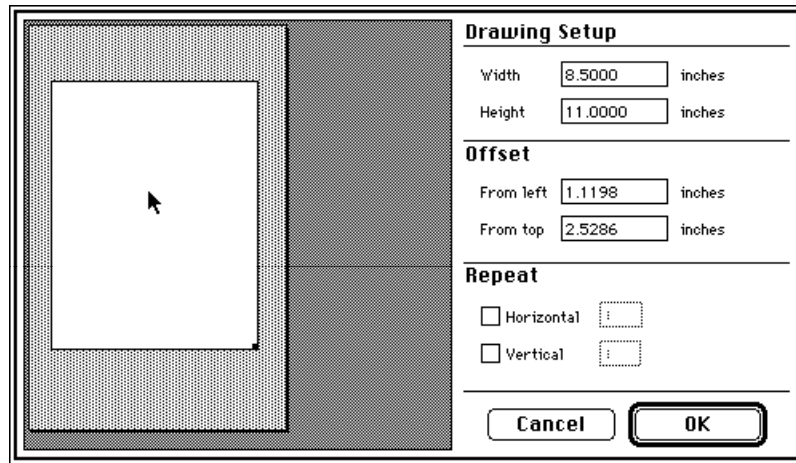 Drawing Setup
Width 8.5000 inches
Height 11.0000 inches
Offset
From left 1.1198 inches
From top 2.5286 inches
Repeat
Horizontal
Vertical
Cancel OK